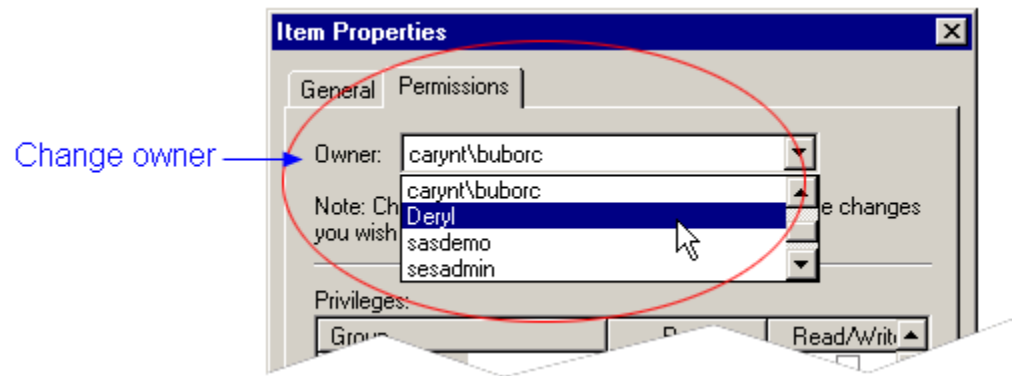 Item Properties
General Permissions
Change owner
Owner: carynt\buborc
carynt\buborc
Deryl
sasdemo
sesadmin
Note: Ch e changes
you wish
Privileges:
Group Read/Write